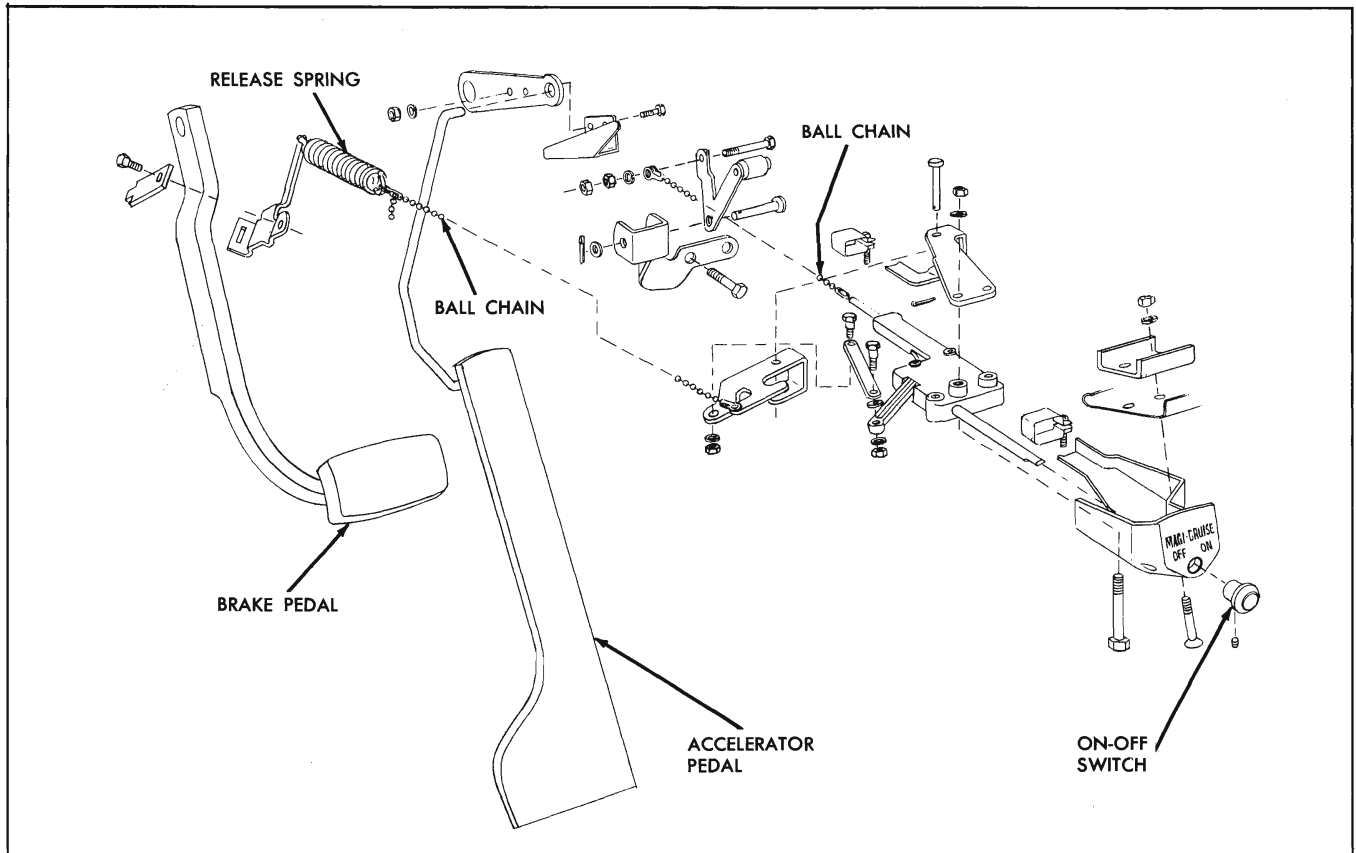 RELEASE SPRING
BALL CHAIN
BALL CHAIN
MAGI-CRUISE
OFF ON
BRAKE PEDAL
ACCELERATOR
PEDAL
ON-OFF
SWITCH